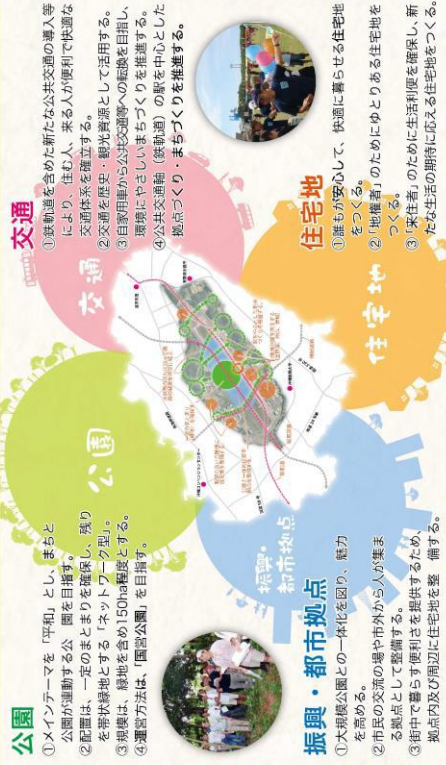 公園
①メインテーマを「平和」とし、まちと
公園が連動する公　園を目指す。
②配置は、一定のまとまりを確保し、残り
を帯状緑地とする「ネットワーク型」。
③規模は、緑地を含め150ha程度とする。
④運営方法は、「国営公園」を目指す。
交通
①鉄軌道を含めた新たな公共交通の導入等
により、住む人、来る人が便利で快適な
交通体系を確立する。
②交通を歴史・観光資源として活用する。
③自家用車から公共交通等への転換を目指し、
環境にやさしいまちづくりを推進する。
④公共交通軸（鉄軌道）の駅を中心とした
拠点づくり・まちづくりを推進する。
公園
交通
振興・
都市拠点
住宅地
振興・都市拠点
①大規模公園との一体化を図り、魅力
を高める。
②市民の交流の場や市外から人が集ま
る拠点として整備する。
③街中で暮らす便利さを提供するため、
拠点内及び周辺に住宅地を整　備する。
住宅地
①誰もが安心して、快適に暮らせる住宅地
をつくる。
②「地権者」のためにゆとりある住宅地を
つくる。
③「来住者」のために生活利便を確保し、新
たな生活の期待に応える住宅地をつくる。